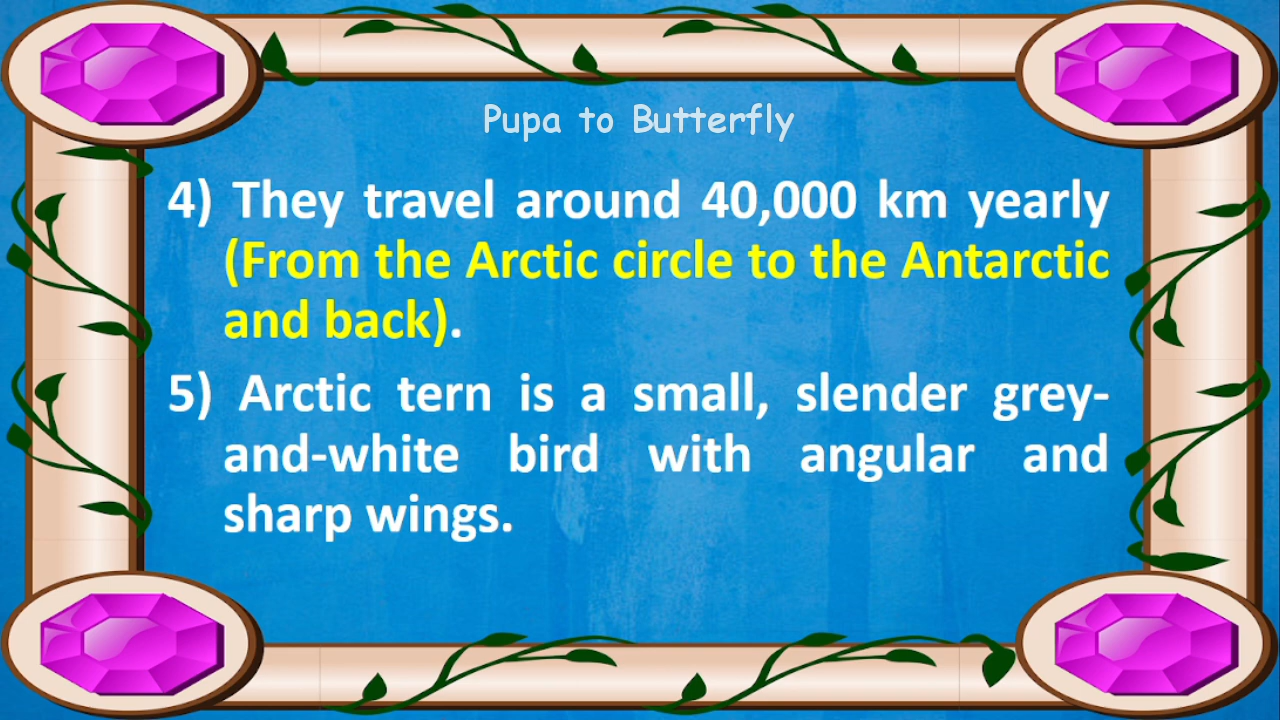 Pupa to Butterfly
4) They travel around 40,000 km yearly
(From the Arctic circle to the Antarctic
and back).
5) Arctic tern is a small, slender grey-
and-white bird with angular and
sharp wings.